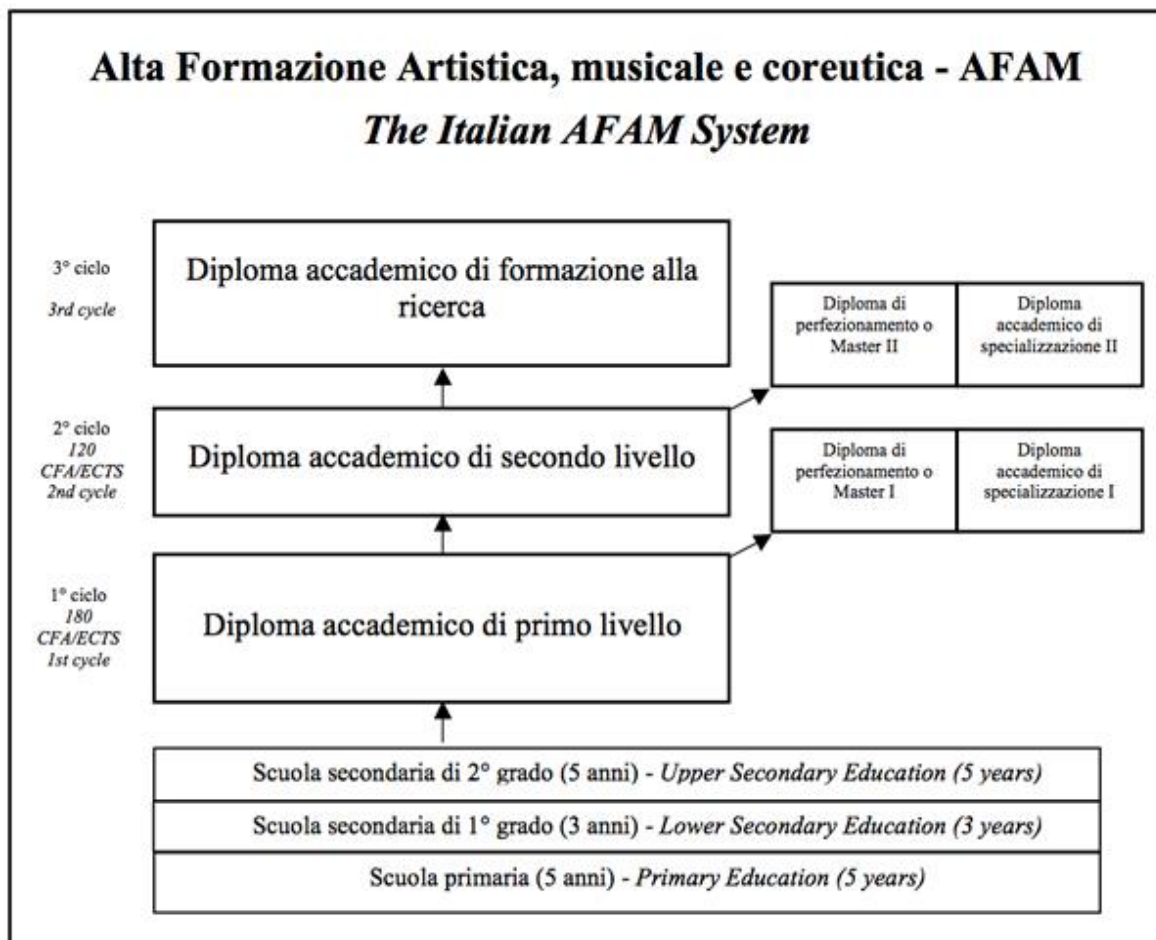 Alta Formazione Artistica, musicale e coreutica - AFAM
The Italian AFAM System
3° ciclo
3rd cycle
Diploma accademico di formazione alla
ricerca
Diploma di
perfezionamento o
Master II
Diploma
accademico di
specializzazione II
2° ciclo
120
CFA/ECTS
2nd cycle
Diploma accademico di secondo livello
Diploma di
perfezionamento o
Master I
Diploma
accademico di
specializzazione I
1° ciclo
180
CFA/ECTS
1st cycle
Diploma accademico di primo livello
Scuola secondaria di 2° grado (5 anni) - Upper Secondary Education (5 years)
Scuola secondaria di 1° grado (3 anni) - Lower Secondary Education (3 years)
Scuola primaria (5 anni) - Primary Education (5 years)